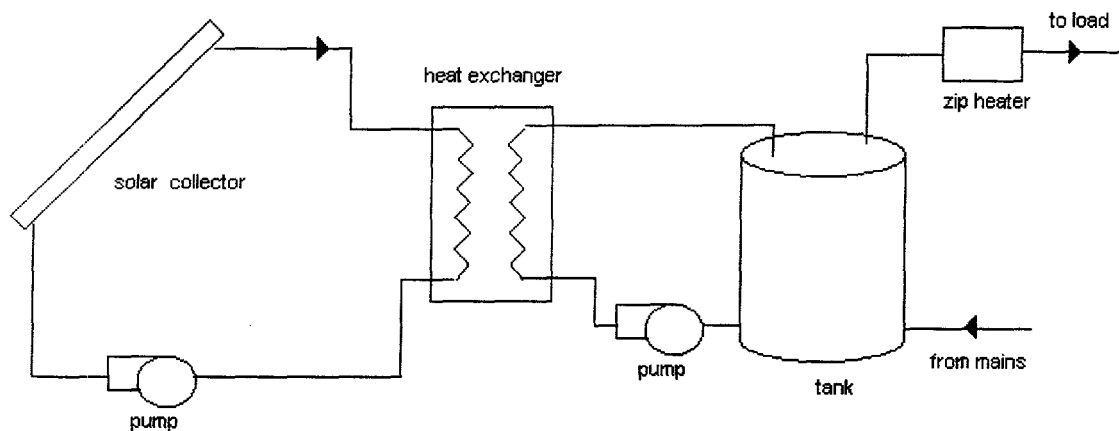 to load
heat exchanger
zip heater
solar collector
from mains
pump
tank
pump